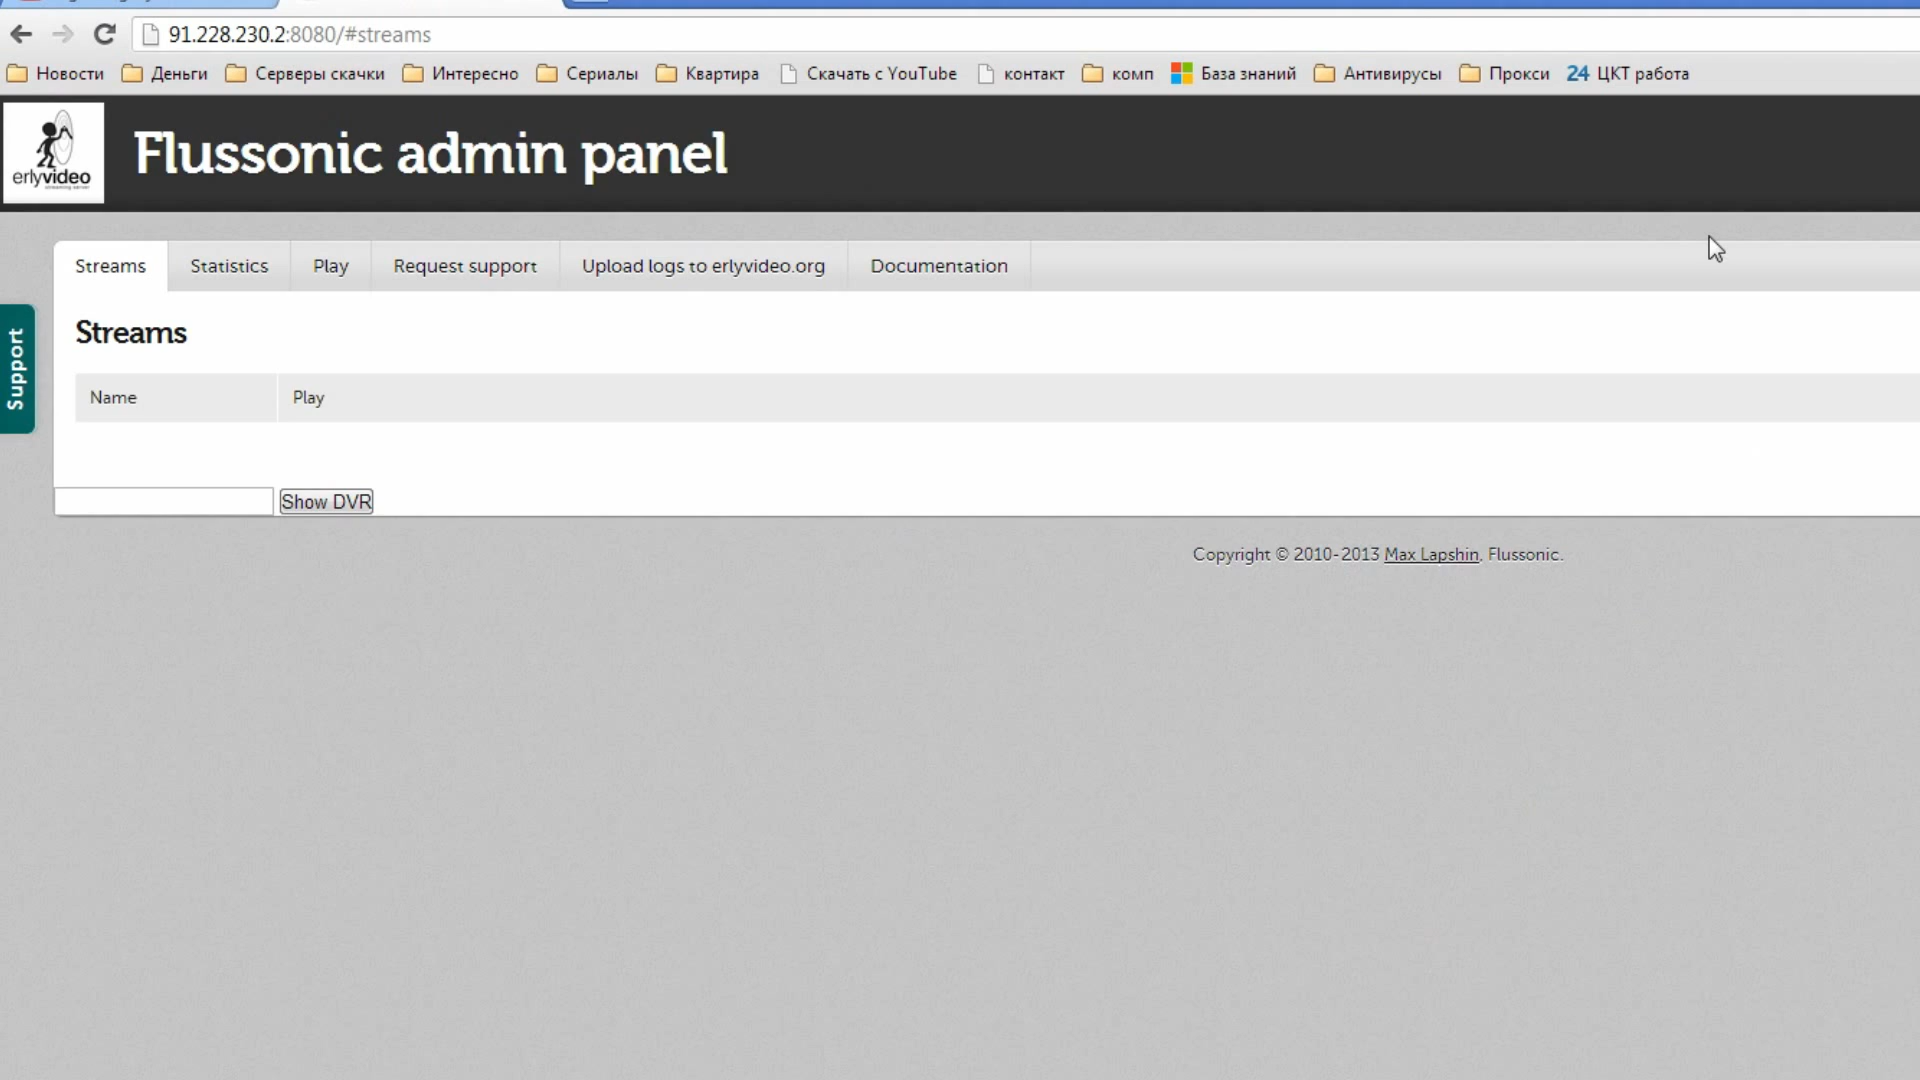 91.228.230.2:8080/#streams
Новости Деньги Серверы скачки Интересно Сериалы Квартира Скачать с YouTube контакт комп База знаний Антивирусы Прокси 24 ЦКТ работа
erlyvideo
Flussonic admin panel
Streams Statistics Play Request support Upload logs to erlyvideo.org Documentation
Support
Streams
Name Play
Show DVR
Copyright © 2010-2013 Max Lapshin, Flussonic.